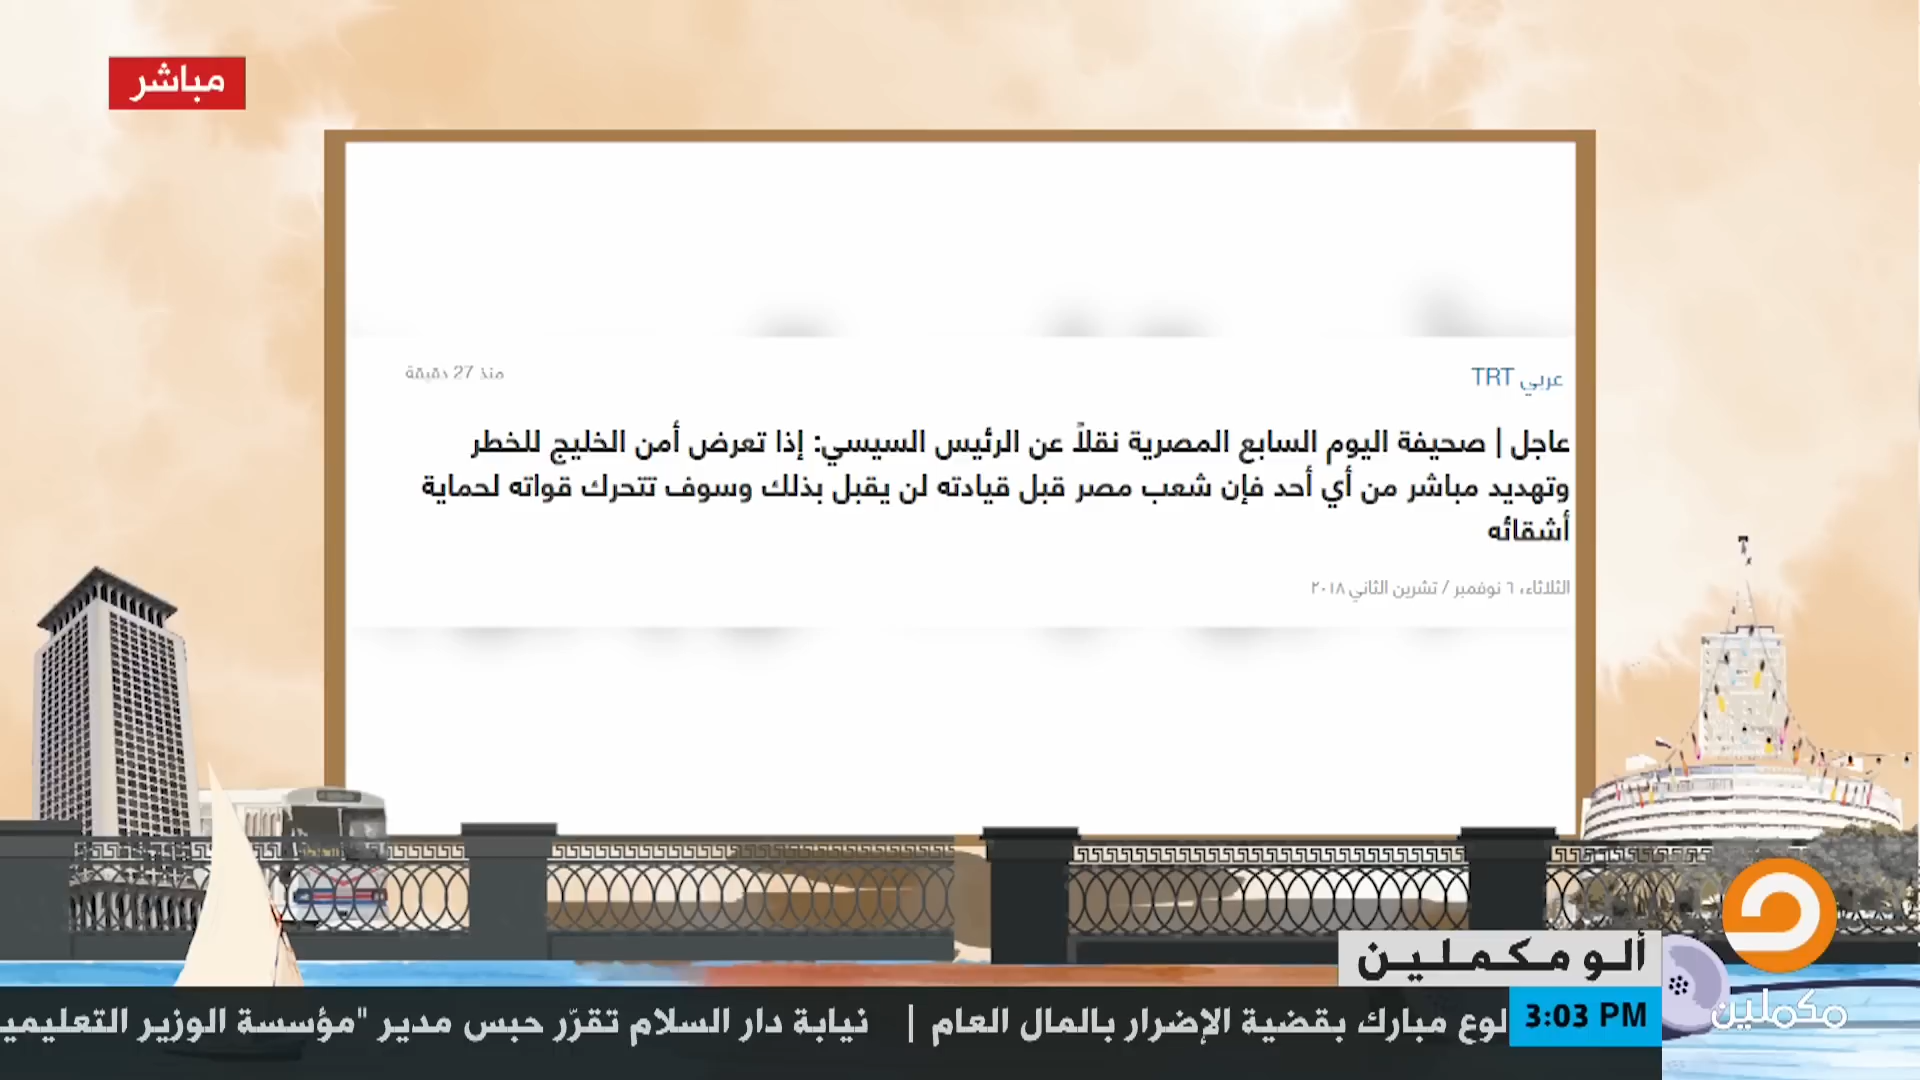 مباشر
عربي TRT
منذ 27 دقيقة
عاجل | صحيفة اليوم السابع المصرية نقلاً عن الرئيس السيسي: إذا تعرض أمن الخليج للخطر
وتهديد مباشر من أي أحد فإن شعب مصر قبل قيادته لن يقبل بذلك وسوف تتحرك قواته لحماية
أشقائه
الثلاثاء، ٦ نوفمبر / تشرين الثاني ٢٠١٨
ألو مكملين
3:03 PM
لوع مبارك بقضية الإضرار بالمال العام | نيابة دار السلام تقرّر حبس مدير "مؤسسة الوزير التعليمي
مكملين